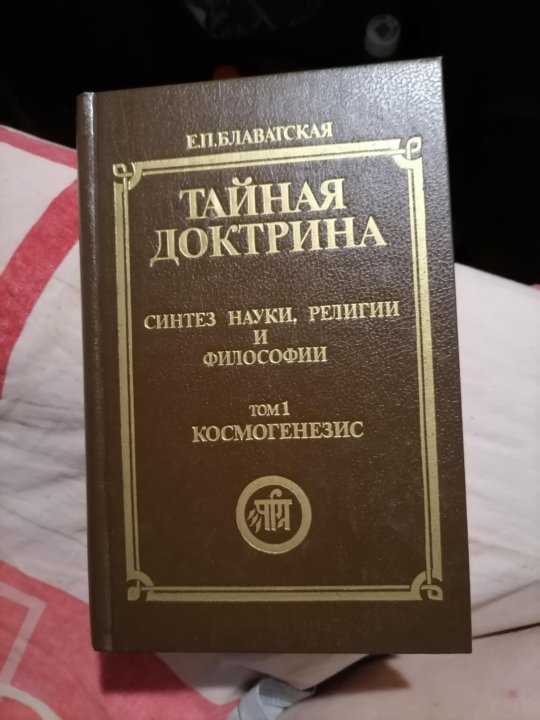 Е.П.БЛАВАТСКАЯ
ТАЙНАЯ
ДОКТРИНА
СИНТЕЗ НАУКИ, РЕЛИГИИ
И
ФИЛОСОФИИ
ТОМ 1
КОСМОГЕНЕЗИС